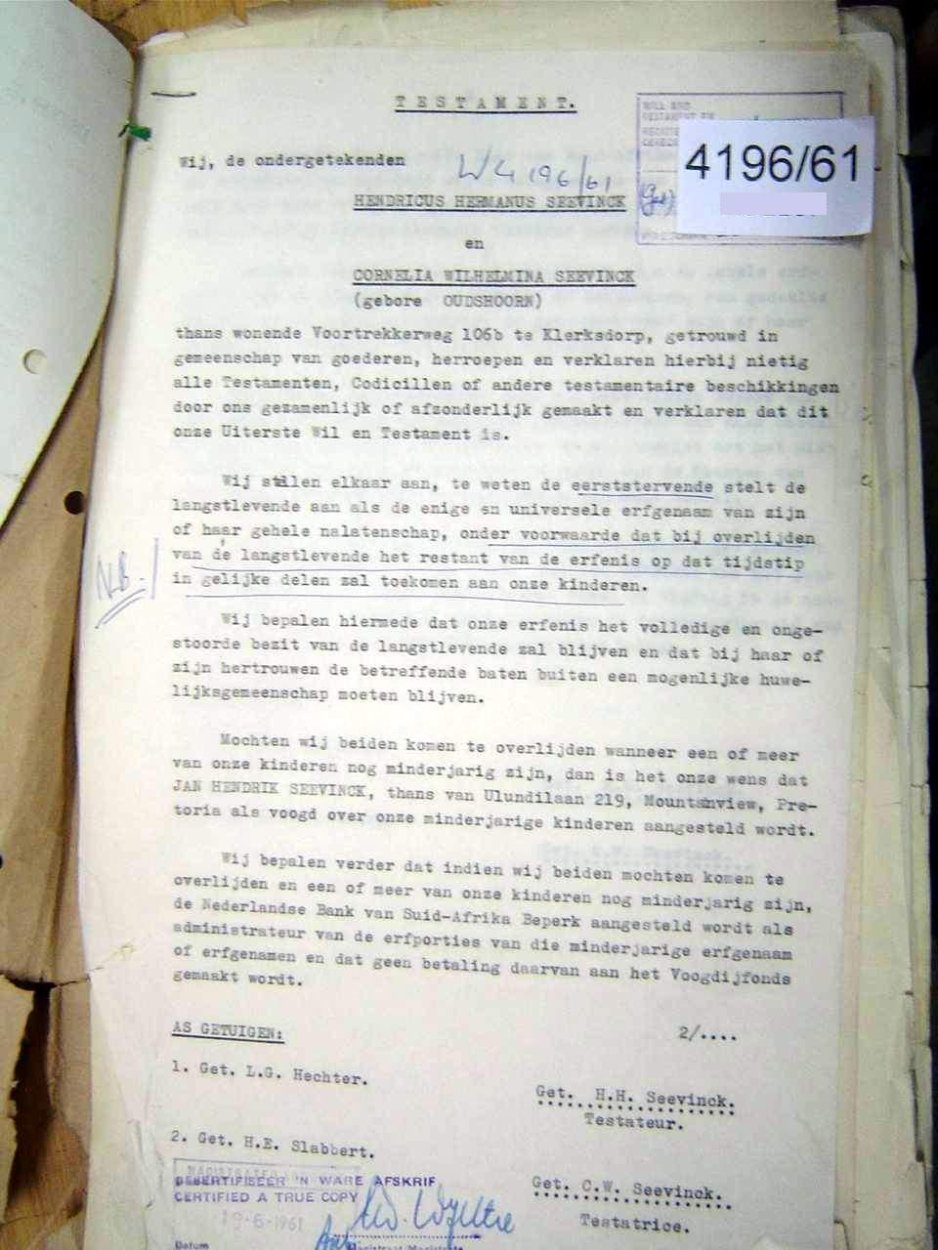 TESTAMENT.
WILL AND
TESTAMENT EN
4196/61
Wij, de ondergetekenden
W 4196/61
HENDRICUS HERMANUS SEEVINCK
en
CORNELIA WILHELMINA SEEVINCK
(gebore OUDSHOORN)
thans wonende Voortrekkerweg 106b te Klerksdorp, getrouwd in
gemeenschap van goederen, herroepen en verklaren hierbij nietig
alle Testamenten, Codicillen of andere testamentaire beschikkingen
door ons gezamenlijk of afzonderlijk gemaakt en verklaren dat dit
onze Uiterste Wil en Testament is.
Wij stellen elkaar aan, te weten de eerststervende stelt de
langstlevende aan als de enige en universele erfgenaam van zijn
of haar gehele nalatenschap, onder voorwaarde dat bij overlijden
van de langstlevende het restant van de erfenis op dat tijdstip
N.B.
in gelijke delen zal toekomen aan onze kinderen.
Wij bepalen hiermede dat onze erfenis het volledige en onge-
stoorde bezit van de langstlevende zal blijven en dat bij haar of
zijn hertrouwen de betreffende baten buiten een mogenlijke huwe-
lijksgemeenschap moeten blijven.
Mochten wij beiden komen te overlijden wanneer een of meer
van onze kinderen nog minderjarig zijn, dan is het onze wens dat
JAN HENDRIK SEEVINCK, thans van Ulundilaan 219, Mountainview, Pre-
toria als voogd over onze minderjarige kinderen aangesteld wordt.
Wij bepalen verder dat indien wij beiden mochten komen te
overlijden en een of meer van onze kinderen nog minderjarig zijn,
de Nederlandse Bank van Suid-Afrika Beperk aangesteld wordt als
administrateur van de erfporties van die minderjarige erfgenaam
of erfgenamen en dat geen betaling daarvan aan het Voogdijfonds
gemaakt wordt.
AS GETUIGEN:
2/....
1. Get. L.G. Hechter.
Get. H.H. Seevinck.
Testateur.
2. Get. H.E. Slabbert.
GESERTIFISEER 'N WARE AFSKRIF
CERTIFIED A TRUE COPY
Get. C.W. Seevinck.
19-6-1961
Testatrice.
Datum